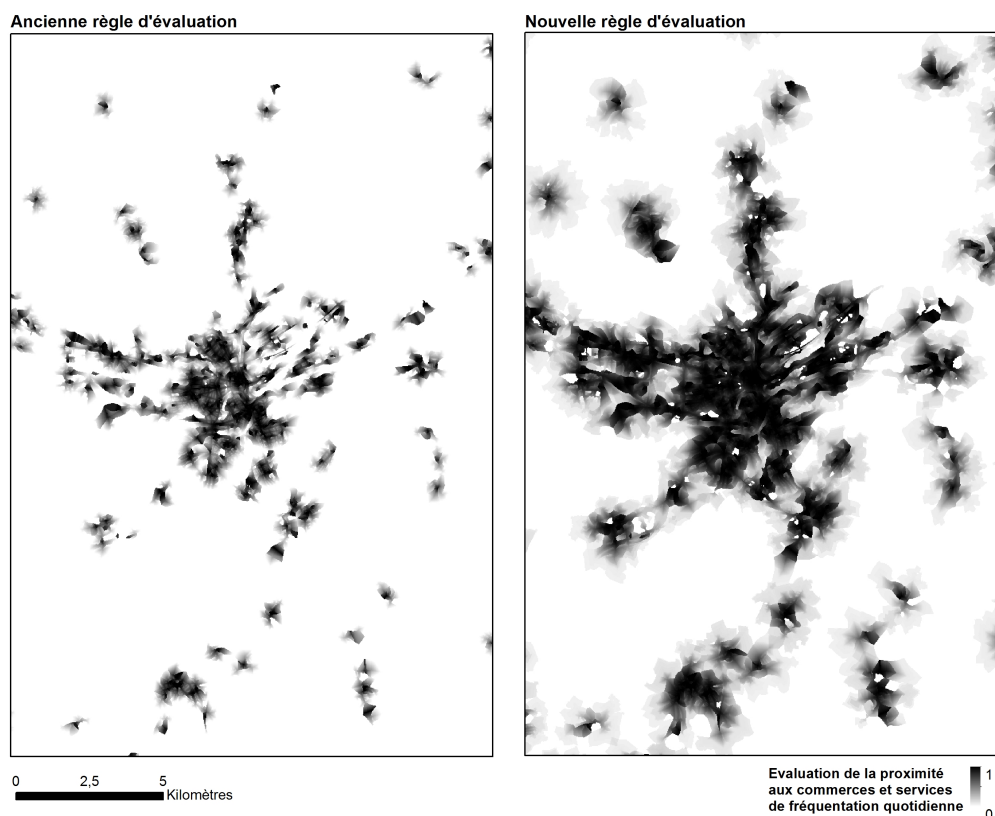 Ancienne règle d'évaluation
Nouvelle règle d'évaluation
0 2,5 5
Kilomètres
Evaluation de la proximité
aux commerces et services
de fréquentation quotidienne
1
0